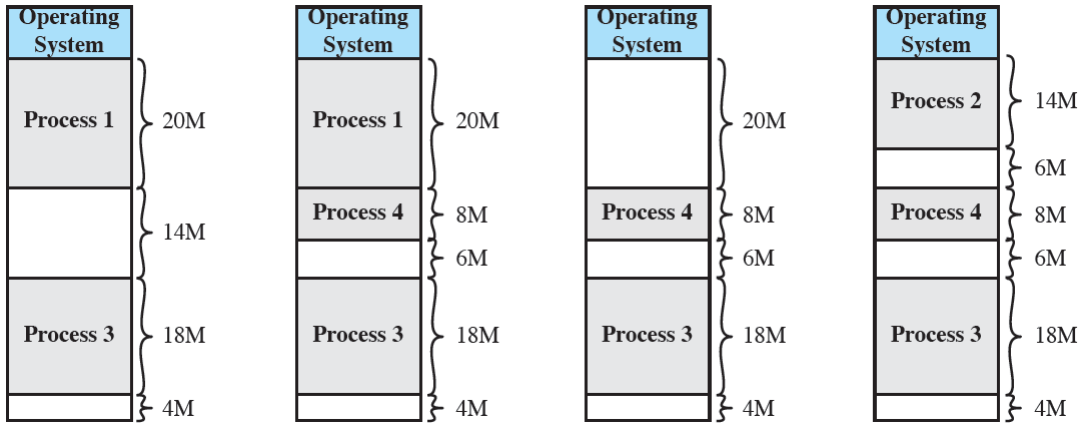 Operating
System
Process 1
20M
14M
Process 3
18M
4M
Operating
System
Process 1
20M
Process 4
8M
6M
Process 3
18M
4M
Operating
System
20M
Process 4
8M
6M
Process 3
18M
4M
Operating
System
Process 2
14M
6M
Process 4
8M
6M
Process 3
18M
4M